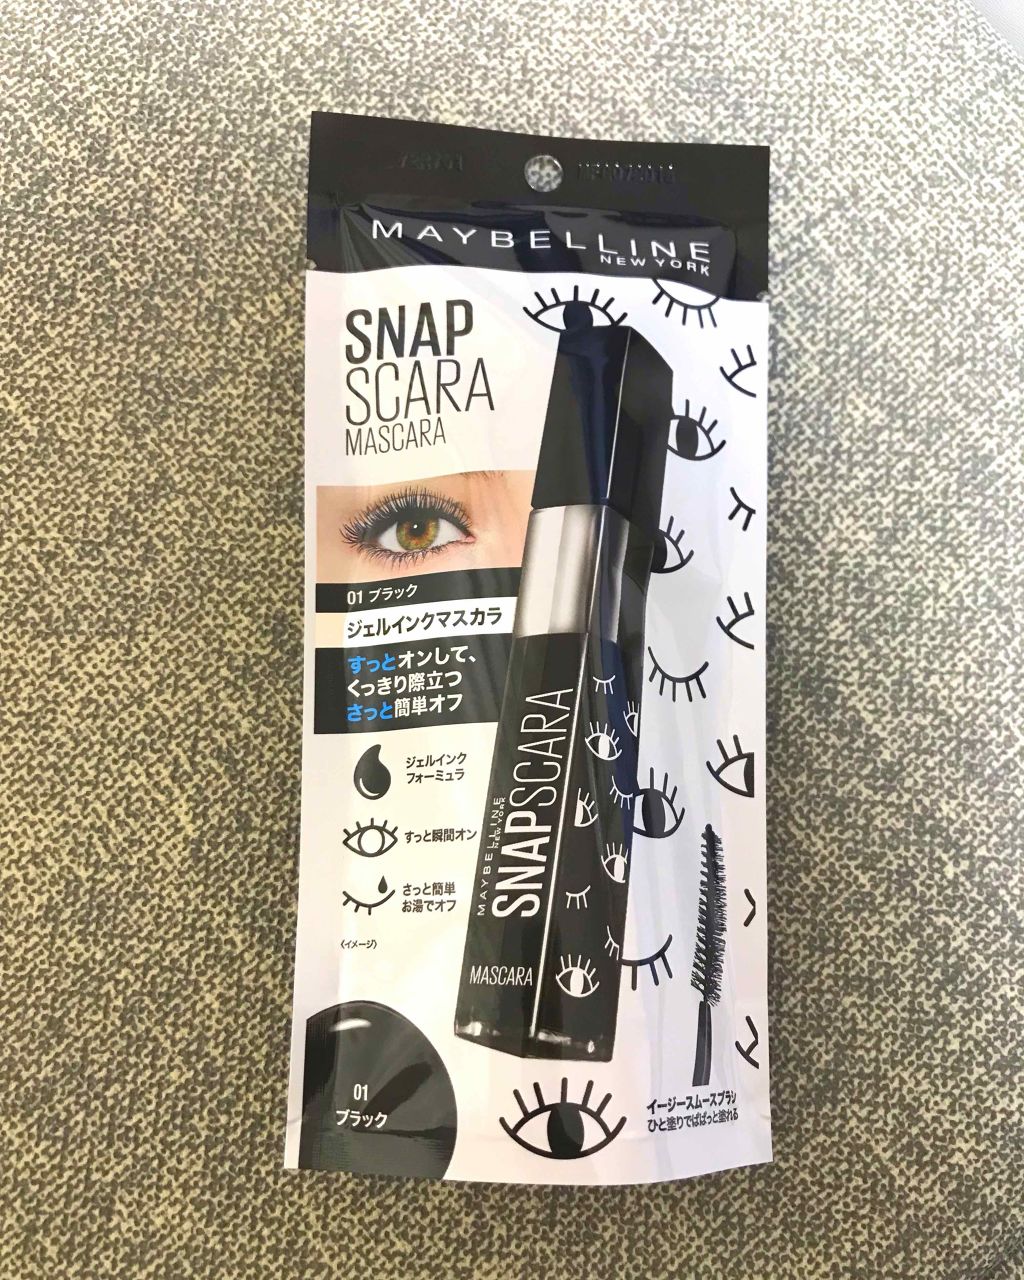 MAYBELLINE
NEW YORK
SNAP
SCARA
MASCARA
01 ブラック
ジェルインクマスカラ
すっとオンして、
くっきり際立つ
さっと簡単オフ
ジェルインク
フォーミュラ
すっと瞬間オン
さっと簡単
お湯でオフ
〈イメージ〉
MAYBELLINE
NEW YORK
SNAPSCARA
MASCARA
01
ブラック
イージースムースブラシ
ひと塗りでぱぱっと塗れる